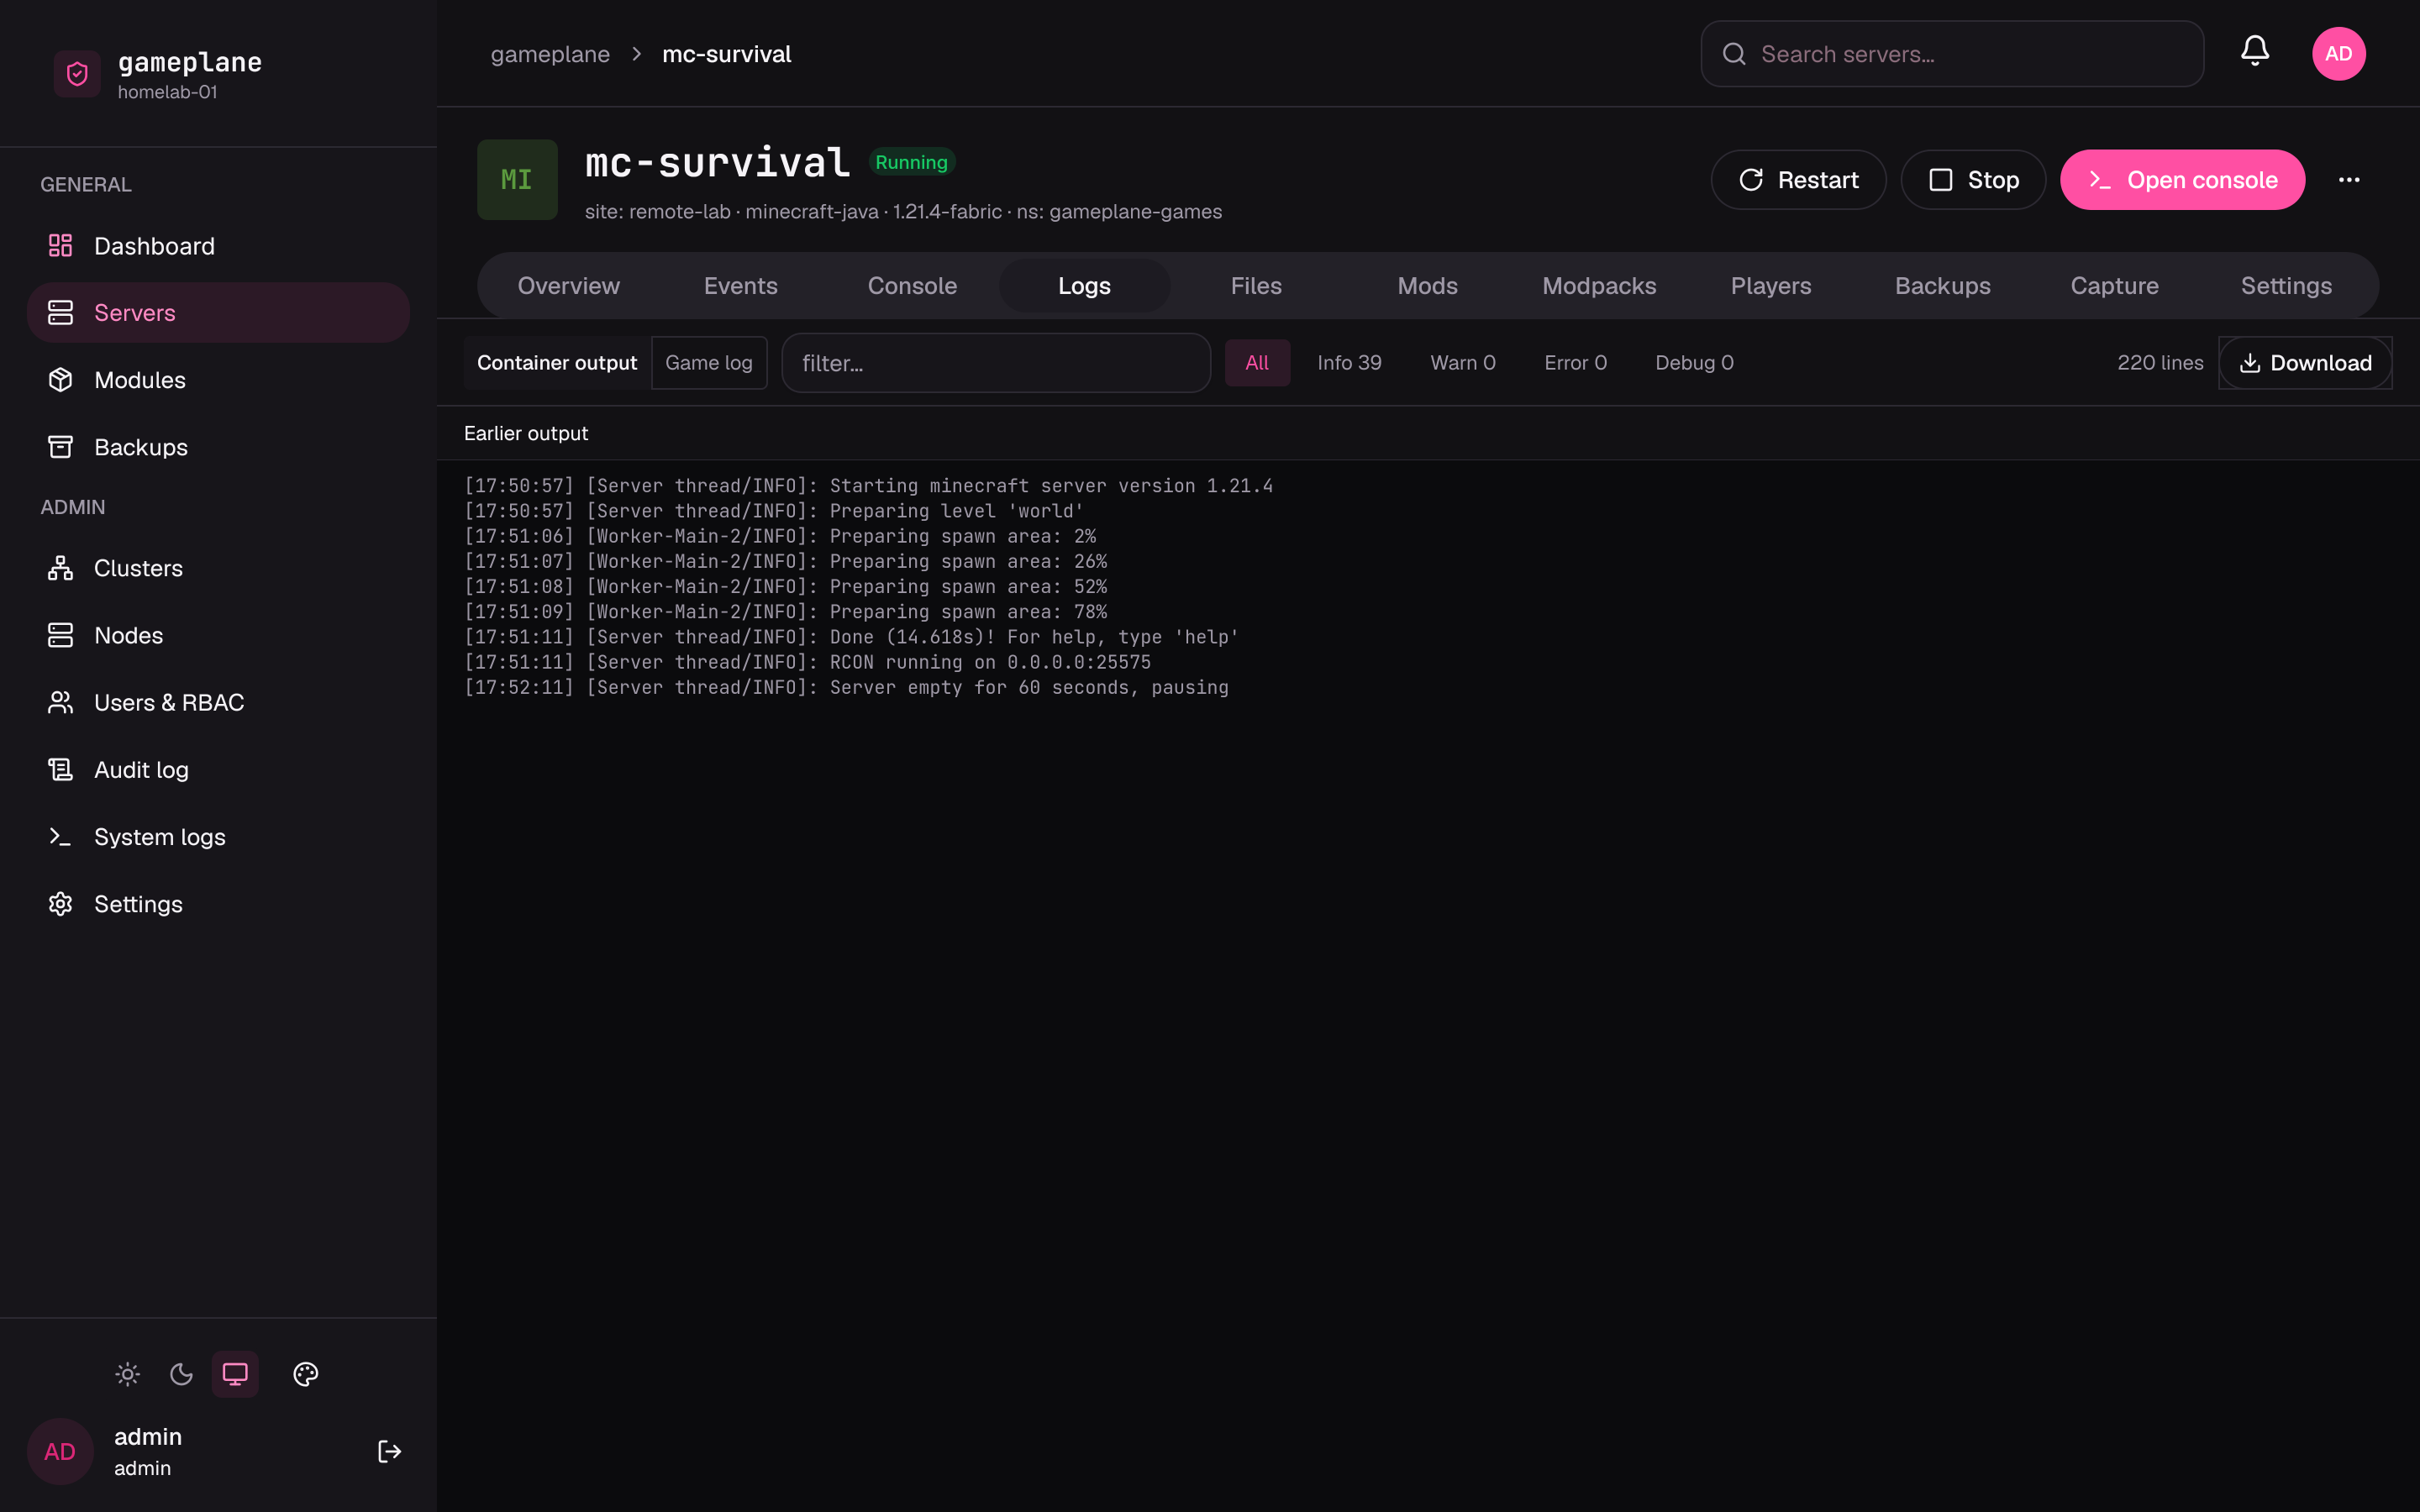 gameplane
homelab-01
GENERAL
Dashboard
Servers
Modules
Backups
ADMIN
Clusters
Nodes
Users & RBAC
Audit log
System logs
Settings
AD
admin
admin
gameplane > mc-survival
Search servers...
AD
MI
mc-survival Running
site: remote-lab · minecraft-java · 1.21.4-fabric · ns: gameplane-games
Restart
Stop
Open console
Overview Events Console Logs Files Mods Modpacks Players Backups Capture Settings
Container output Game log filter... All Info 39 Warn 0 Error 0 Debug 0 220 lines Download
Earlier output
[17:50:57] [Server thread/INFO]: Starting minecraft server version 1.21.4
[17:50:57] [Server thread/INFO]: Preparing level 'world'
[17:51:06] [Worker-Main-2/INFO]: Preparing spawn area: 2%
[17:51:07] [Worker-Main-2/INFO]: Preparing spawn area: 26%
[17:51:08] [Worker-Main-2/INFO]: Preparing spawn area: 52%
[17:51:09] [Worker-Main-2/INFO]: Preparing spawn area: 78%
[17:51:11] [Server thread/INFO]: Done (14.618s)! For help, type 'help'
[17:51:11] [Server thread/INFO]: RCON running on 0.0.0.0:25575
[17:52:11] [Server thread/INFO]: Server empty for 60 seconds, pausing